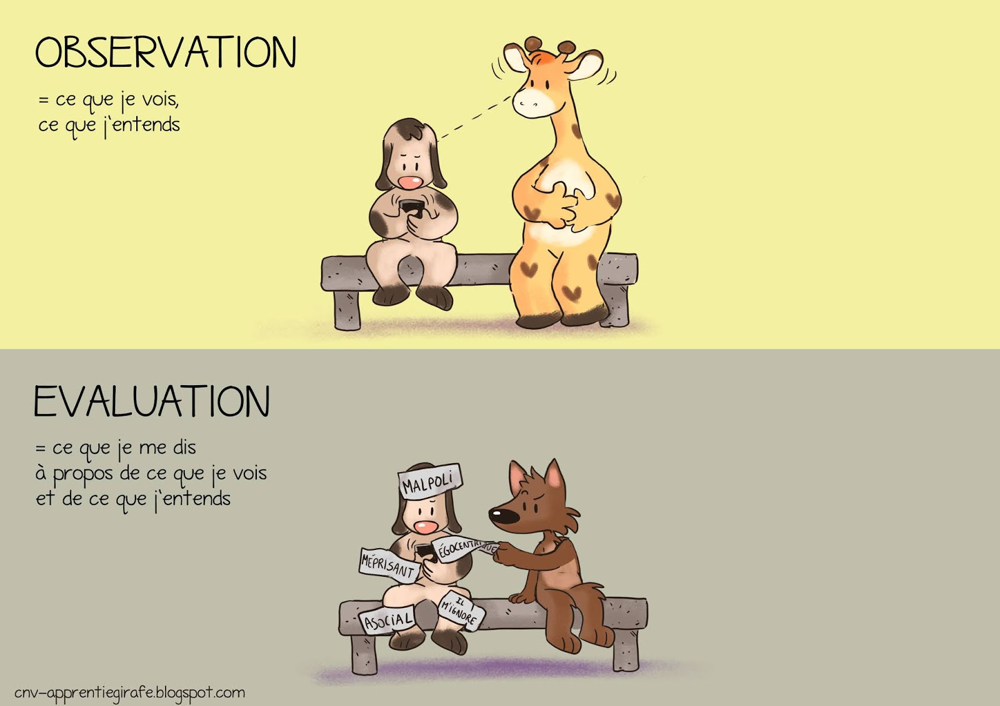 OBSERVATION
= ce que je vois,
ce que j'entends
EVALUATION
= ce que je me dis
à propos de ce que je vois
et de ce que j'entends
MALPOLI
ÉGOCENTRIQUE
MÉPRISANT
IL
M'IGNORE
ASOCIAL
cnv-apprentiegirafe.blogspot.com